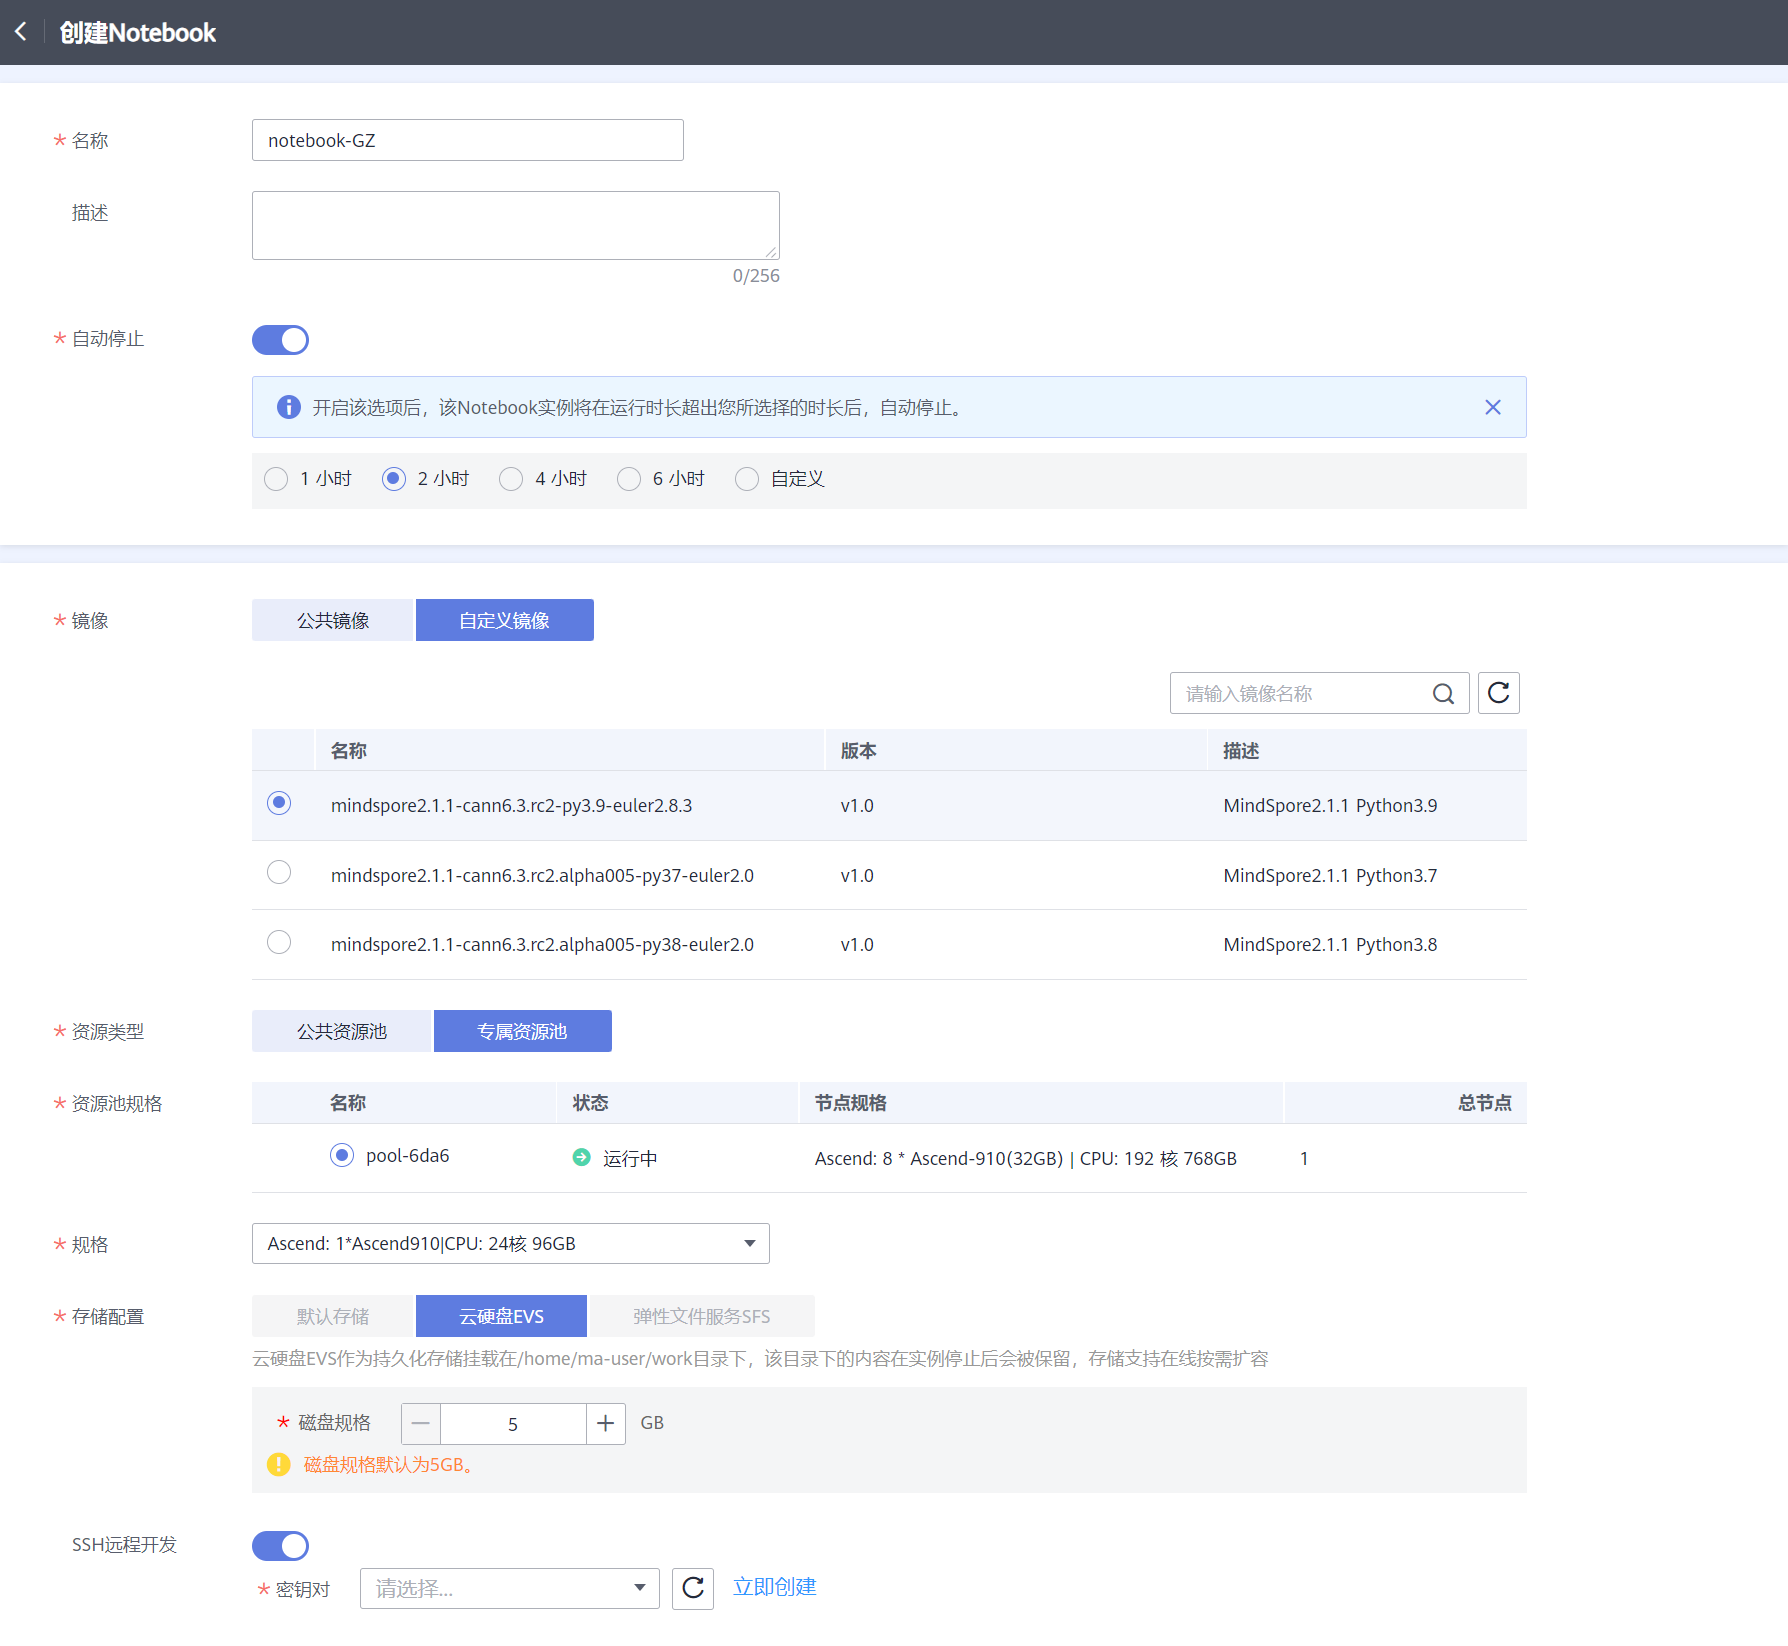 创建Notebook
* 名称
notebook-GZ
描述
0/256
* 自动停止
开启该选项后，该Notebook实例将在运行时长超出您所选择的时长后，自动停止。
1 小时 2 小时 4 小时 6 小时 自定义
* 镜像 公共镜像 自定义镜像
请输入镜像名称
名称 版本 描述
mindspore2.1.1-cann6.3.rc2-py3.9-euler2.8.3 v1.0 MindSpore2.1.1 Python3.9
mindspore2.1.1-cann6.3.rc2.alpha005-py37-euler2.0 v1.0 MindSpore2.1.1 Python3.7
mindspore2.1.1-cann6.3.rc2.alpha005-py38-euler2.0 v1.0 MindSpore2.1.1 Python3.8
* 资源类型 公共资源池 专属资源池
* 资源池规格 名称 状态 节点规格 总节点
pool-6da6 运行中 Ascend: 8 * Ascend-910(32GB) | CPU: 192 核 768GB 1
* 规格 Ascend: 1*Ascend910|CPU: 24核 96GB
* 存储配置 默认存储 云硬盘EVS 弹性文件服务SFS
云硬盘EVS作为持久化存储挂载在/home/ma-user/work目录下，该目录下的内容在实例停止后会被保留，存储支持在线按需扩容
* 磁盘规格 — 5 + GB
磁盘规格默认为5GB。
SSH远程开发
* 密钥对 请选择... 立即创建